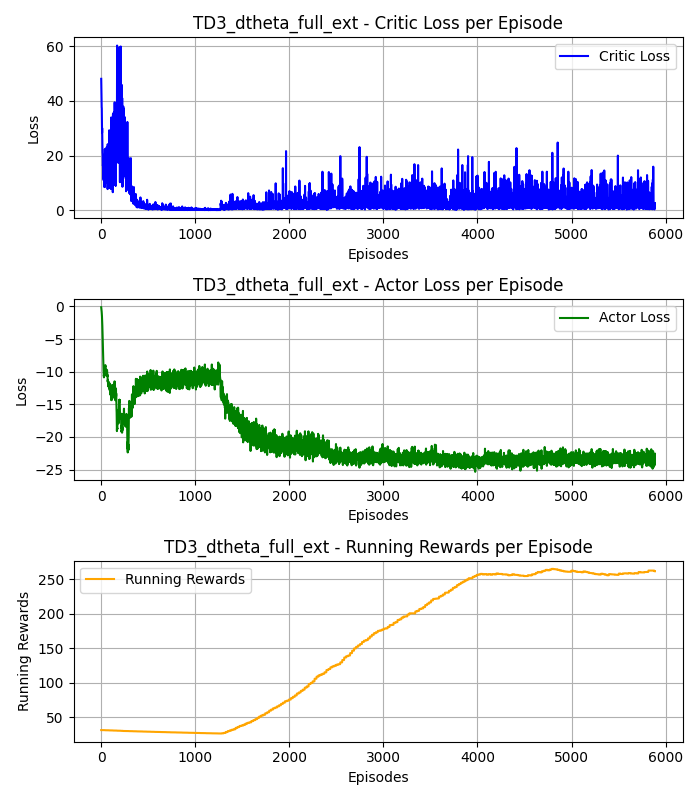 TD3_dtheta_full_ext - Critic Loss per Episode
60
40
20
0
Loss
Critic Loss
0 1000 2000 3000 4000 5000 6000
Episodes
TD3_dtheta_full_ext - Actor Loss per Episode
0
−5
−10
−15
−20
−25
Loss
Actor Loss
0 1000 2000 3000 4000 5000 6000
Episodes
TD3_dtheta_full_ext - Running Rewards per Episode
250
200
150
100
50
Running Rewards
Running Rewards
0 1000 2000 3000 4000 5000 6000
Episodes